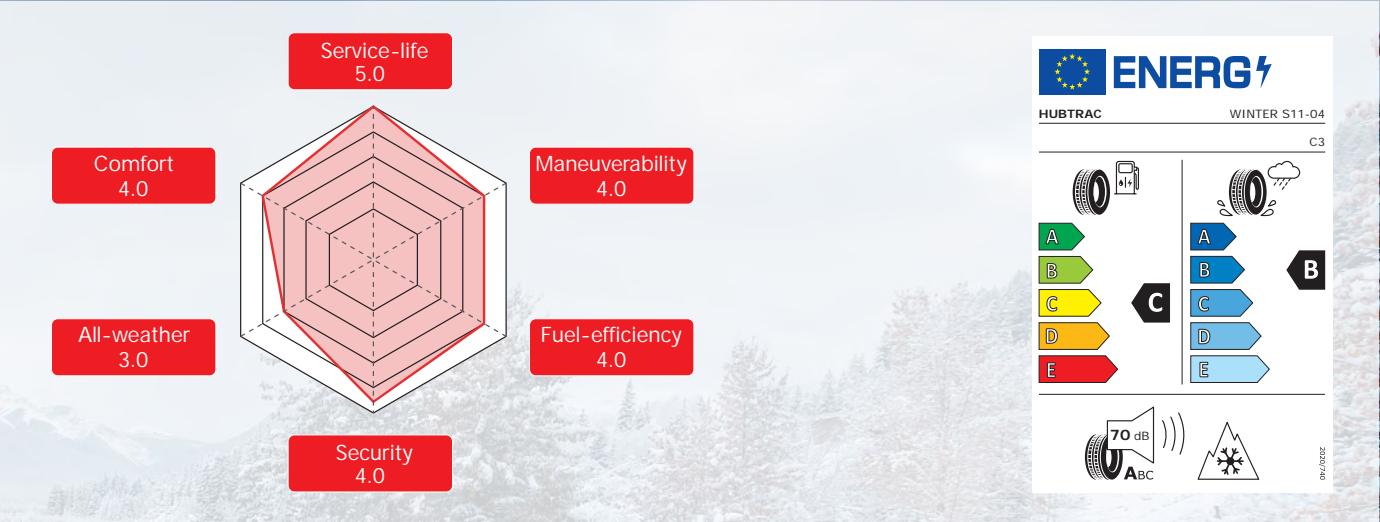 Service-life
5.0
Comfort
4.0
Maneuverability
4.0
All-weather
3.0
Fuel-efficiency
4.0
Security
4.0
ENERG
HUBTRAC WINTER S11-04
C3
A A
B B B
C C C
D D
E E
70 dB
ABC
2020/740